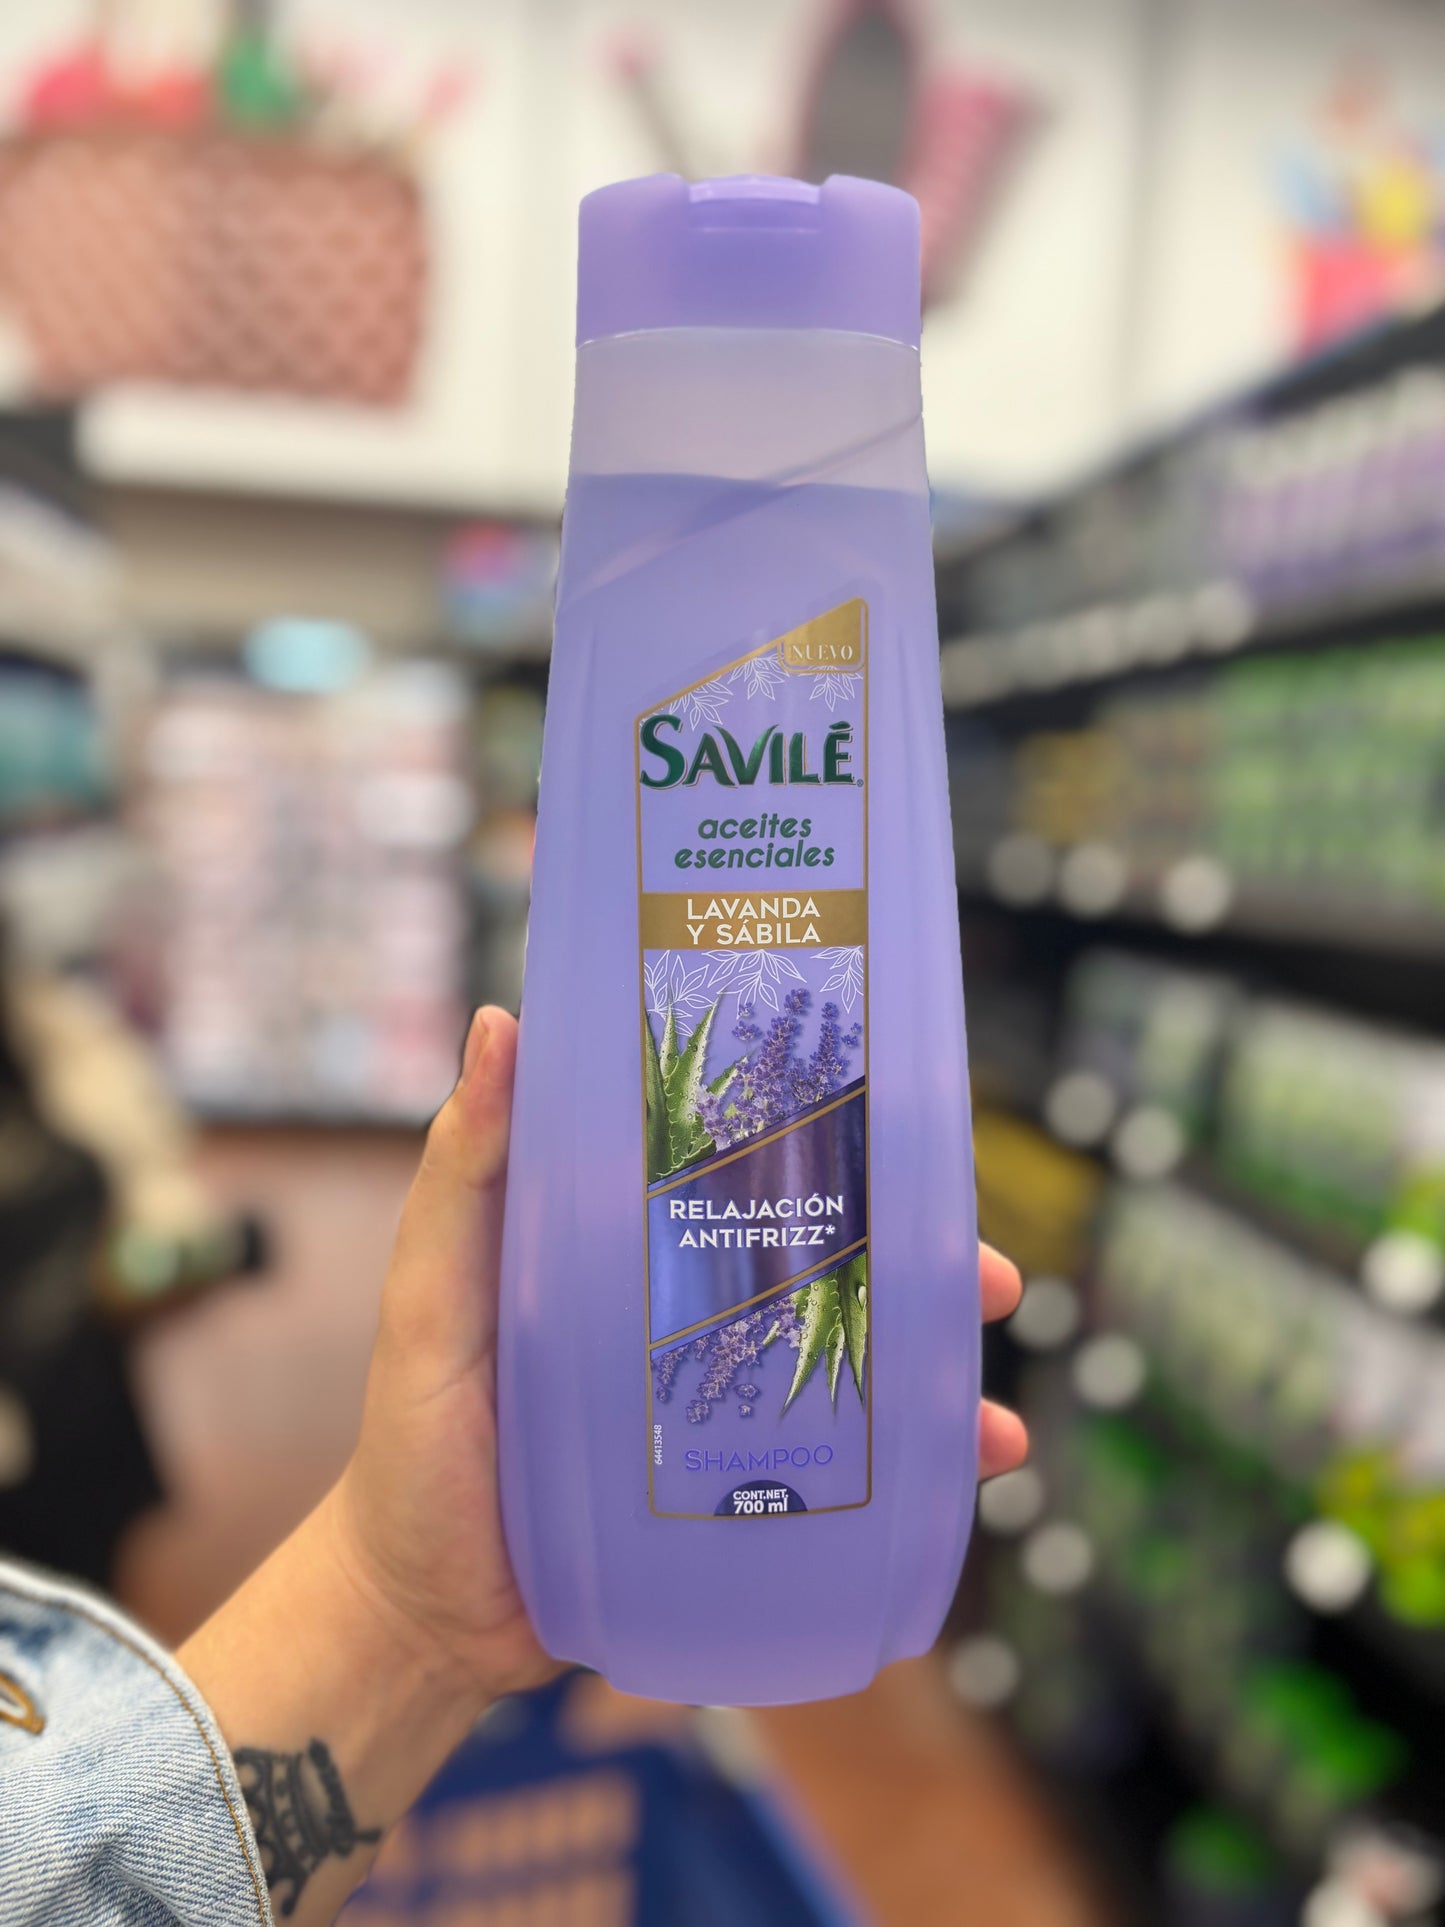 NUEVO
SAVILÉ®
aceites
esenciales
LAVANDA
Y SÁBILA
RELAJACIÓN
ANTIFRIZZ*
64413548
SHAMPOO
CONT.NET.
700 ml